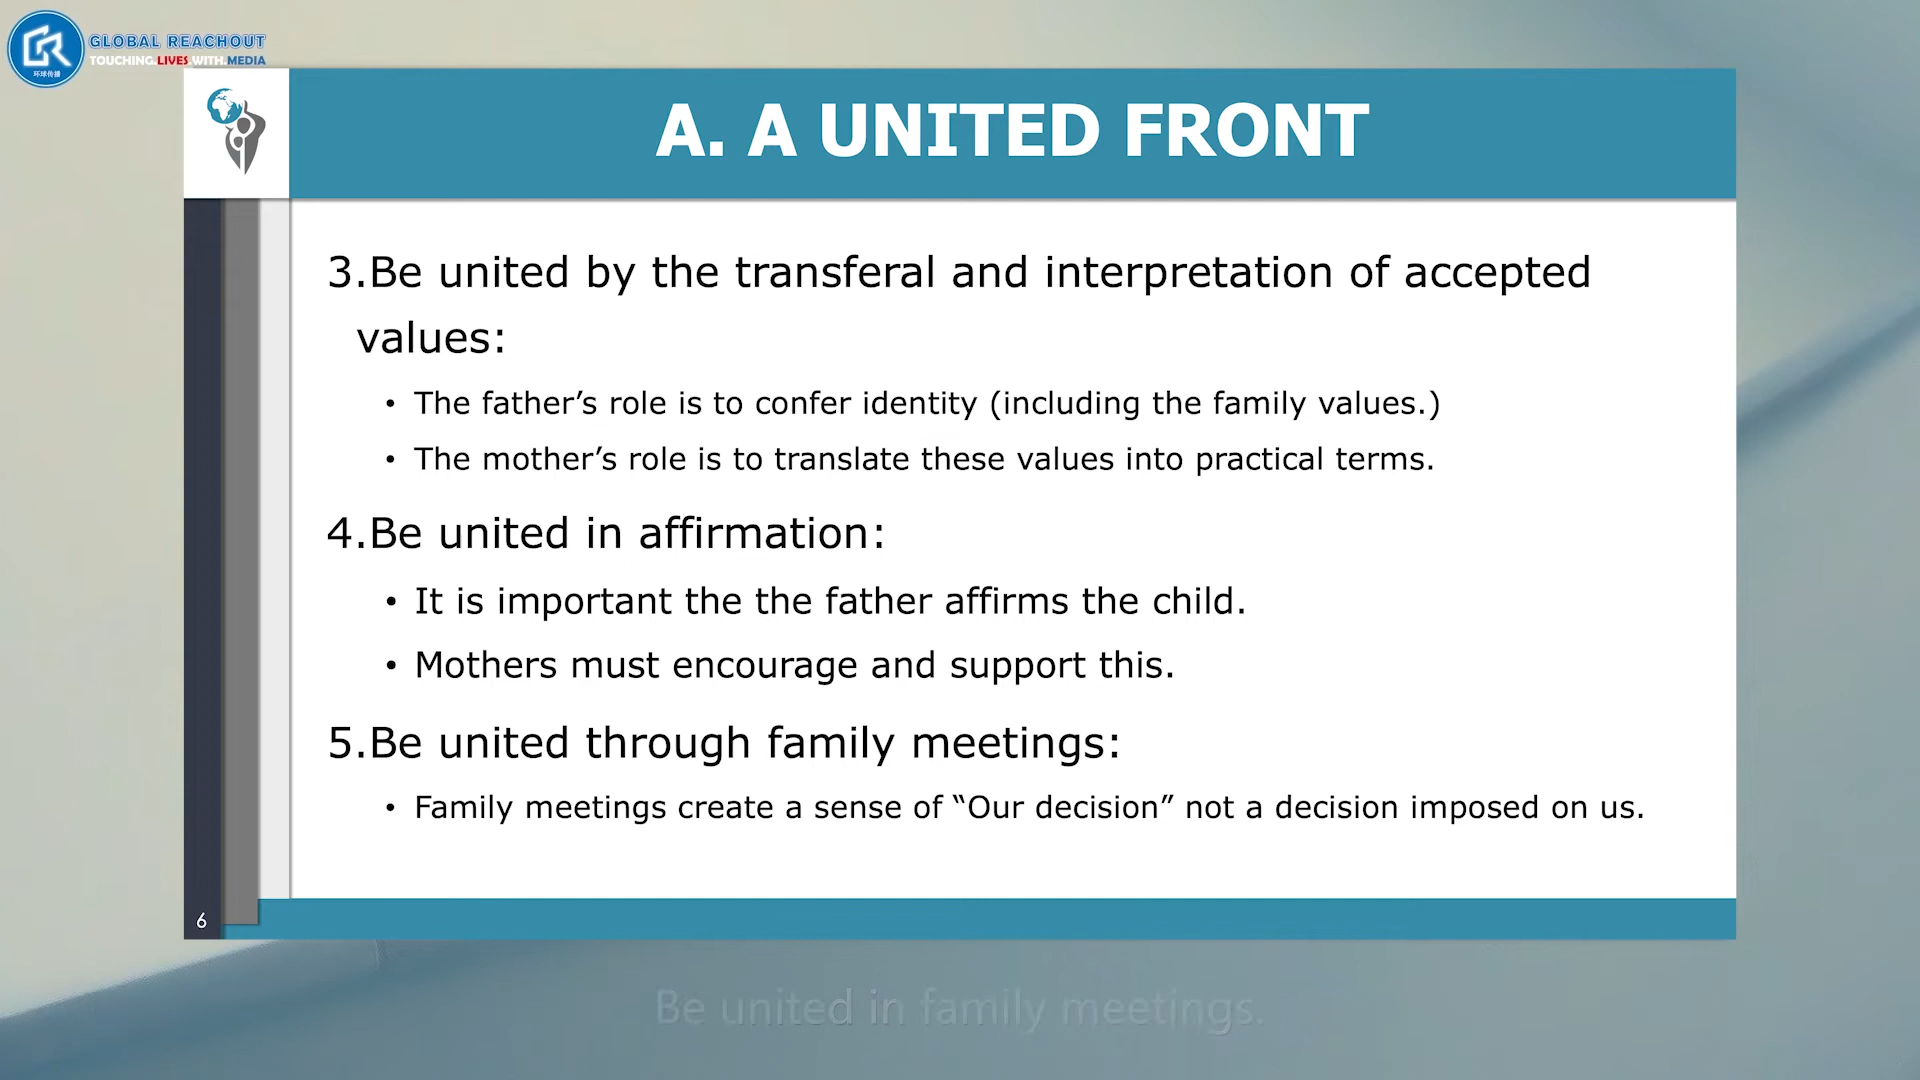 GLOBAL REACHOUT
TOUCHING.LIVES.WITH.MEDIA
环球传播
A. A UNITED FRONT
3.Be united by the transferal and interpretation of accepted
values:
• The father’s role is to confer identity (including the family values.)
• The mother’s role is to translate these values into practical terms.
4.Be united in affirmation:
• It is important the the father affirms the child.
• Mothers must encourage and support this.
5.Be united through family meetings:
• Family meetings create a sense of “Our decision” not a decision imposed on us.
6
Be united in family meetings.